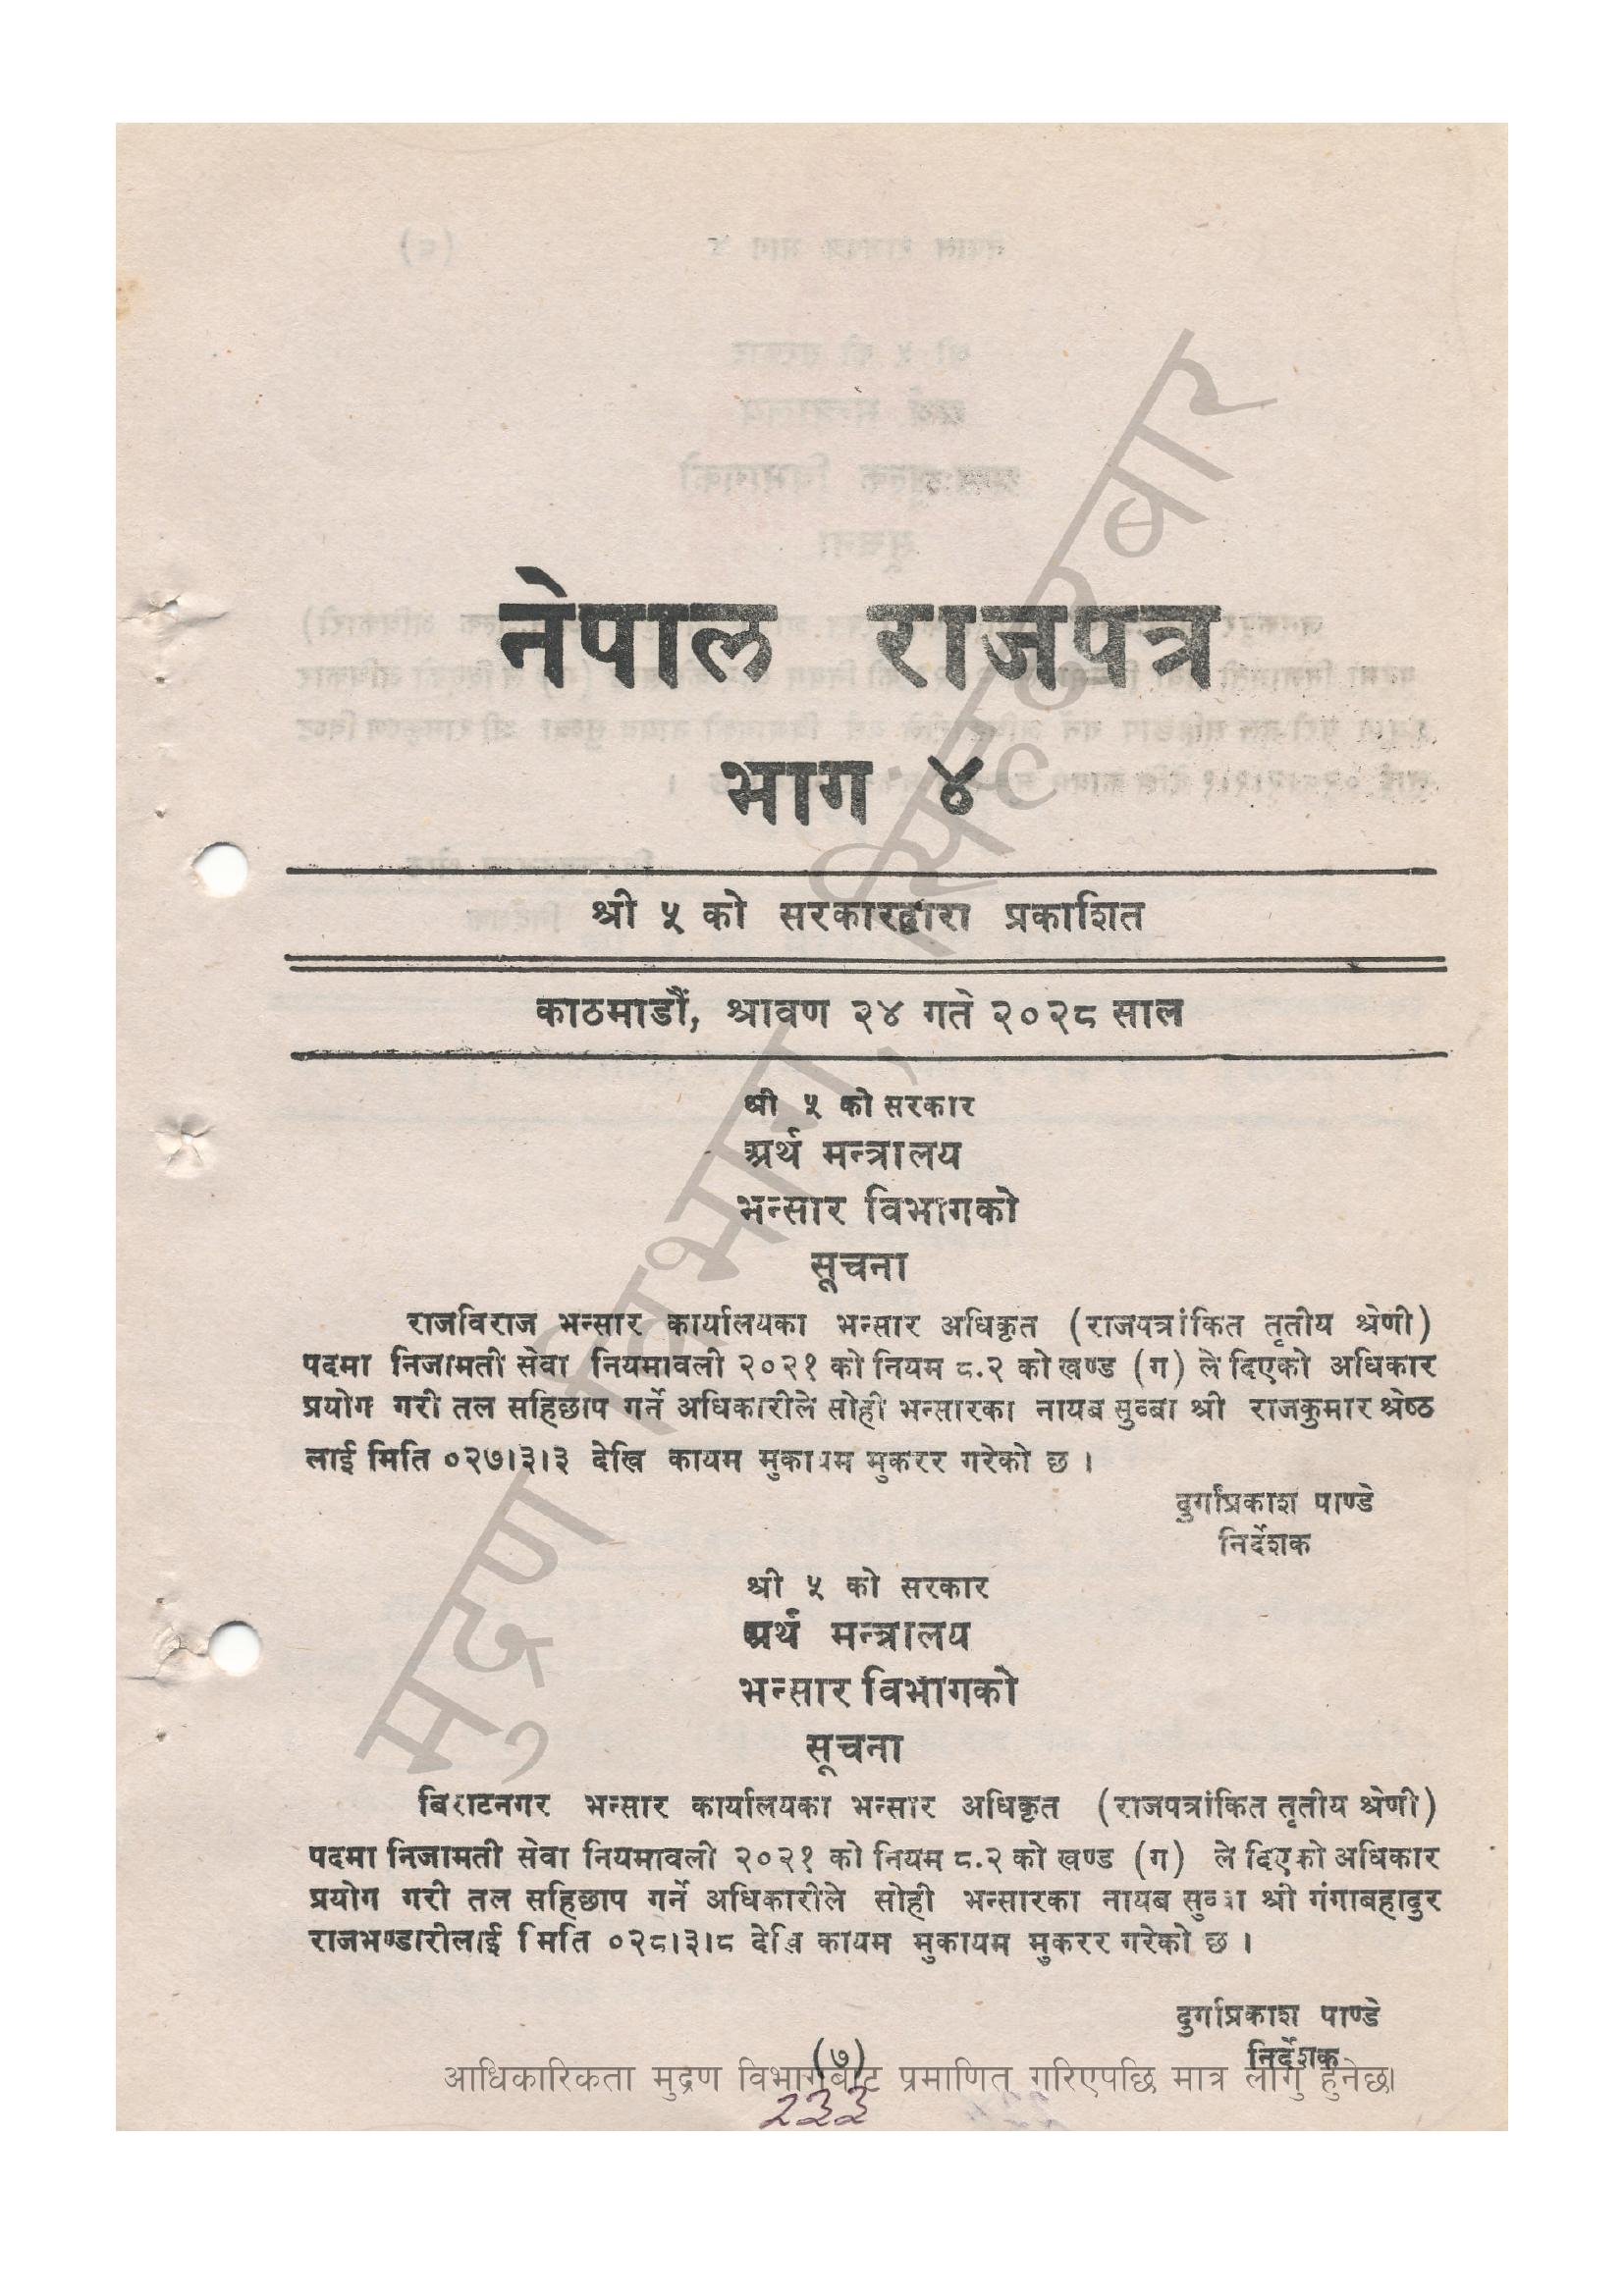 नेपाल राजपत्र
भाग ४
श्री ५ को सरकारद्वारा प्रकाशित
काठमाडौं, श्रावण २४ गते २०२८ साल
श्री ५ को सरकार
अर्थ मन्त्रालय
भन्सार विभागको
सूचना
राजविराज भन्सार कार्यालयका भन्सार अधिकृत (राजपत्रांकित तृतीय श्रेणी)
पदमा निजामती सेवा नियमावली २०२१ को नियम ८.२ को खण्ड (ग) ले दिएको अधिकार
प्रयोग गरी तल सहिछाप गर्ने अधिकारीले सोही भन्सारका नायब सुब्बा श्री राजकुमार श्रेष्ठ
लाई मिति ०२७।३।३ देखि कायम मुकायम मुकरर गरेको छ ।
दुर्गाप्रकाश पाण्डे
निर्देशक
श्री ५ को सरकार
अर्थ मन्त्रालय
भन्सार विभागको
सूचना
बिराटनगर भन्सार कार्यालयका भन्सार अधिकृत (राजपत्रांकित तृतीय श्रेणी)
पदमा निजामती सेवा नियमावली २०२१ को नियम ८.२ को खण्ड (ग) ले दिएको अधिकार
प्रयोग गरी तल सहिछाप गर्ने अधिकारीले सोही भन्सारका नायब सुब्बा श्री गंगाबहादुर
राजभण्डारीलाई मिति ०२८।३।८ देखि कायम मुकायम मुकरर गरेको छ ।
दुर्गाप्रकाश पाण्डे
निर्देशक
(७)
आधिकारिकता मुद्रण विभागबाट प्रमाणित गरिएपछि मात्र लागु हुनेछ।
233
मुद्रण विभाग, सिंहदरबार